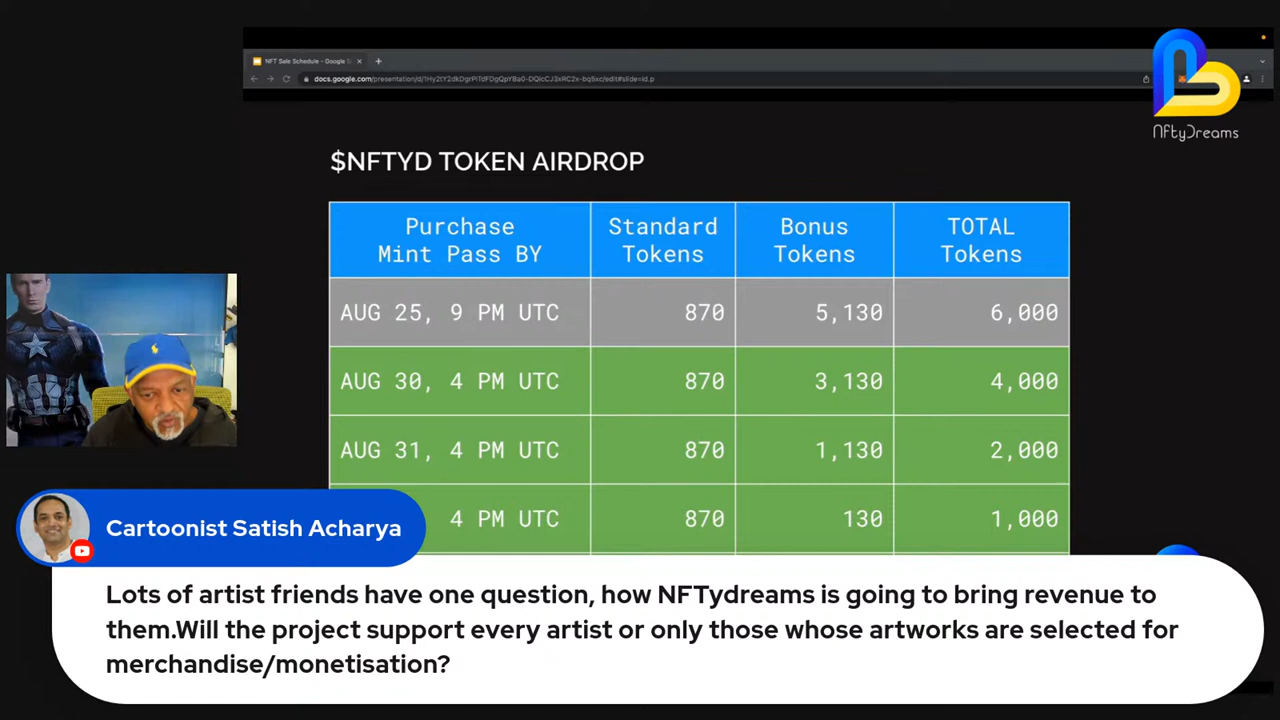 NFT Sale Schedule - Google S
NftyDreams
$NFTYD TOKEN AIRDROP
Purchase Mint Pass BY
Standard Tokens
Bonus Tokens
TOTAL Tokens
AUG 25, 9 PM UTC 870 5,130 6,000
AUG 30, 4 PM UTC 870 3,130 4,000
AUG 31, 4 PM UTC 870 1,130 2,000
4 PM UTC 870 130 1,000
Cartoonist Satish Acharya
Lots of artist friends have one question, how NFTydreams is going to bring revenue to
them.Will the project support every artist or only those whose artworks are selected for
merchandise/monetisation?